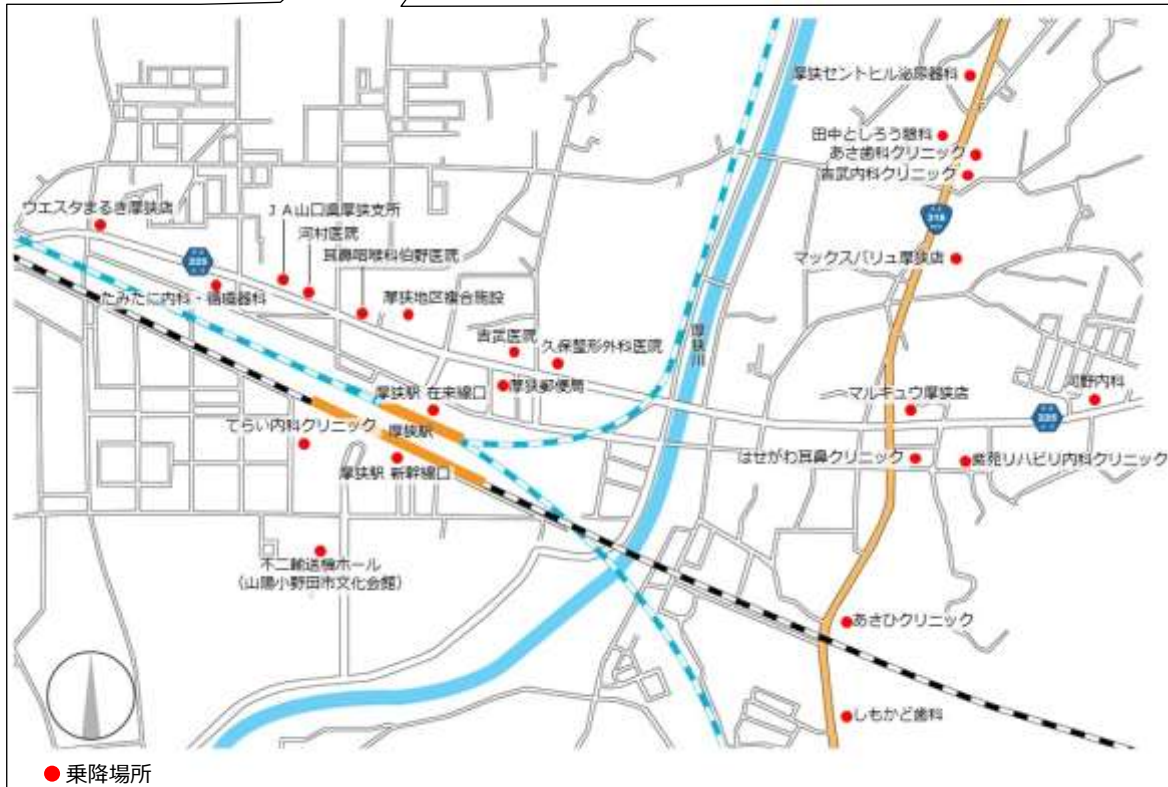 厚狭セントヒル泌尿器科
田中としろう眼科
あさ歯科クリニック
吉武内科クリニック
316
ウエスタまるき厚狭店
JA山口県厚狭支所
河村医院
耳鼻咽喉科伯野医院
225
マックスバリュ厚狭店
たみたに内科・循環器科
厚狭地区複合施設
吉武医院
久保整形外科医院
厚狭川
厚狭郵便局
厚狭駅 在来線口
マルキュウ厚狭店
河野内科
225
てらい内科クリニック
厚狭駅
厚狭駅 新幹線口
はせがわ耳鼻クリニック
紫苑リハビリ内科クリニック
不二輸送機ホール
(山陽小野田市文化会館)
あさひクリニック
しもかど歯科
乗降場所